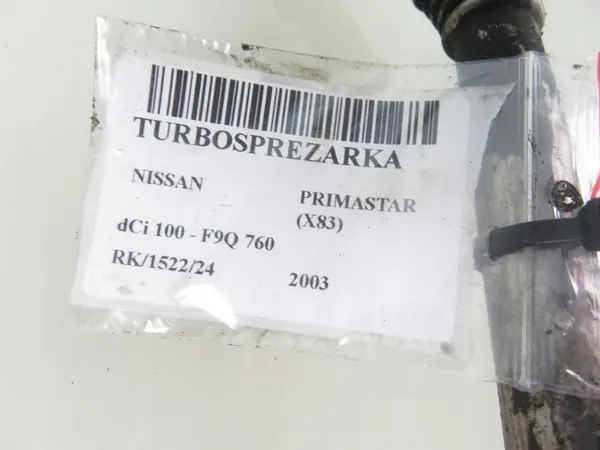 TURBOSPREZARKA
NISSAN PRIMASTAR
(X83)
dCi 100 - F9Q 760
RK/1522/24 2003